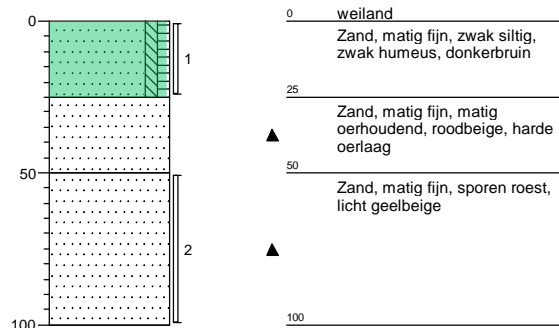 0
50
100
1
2
0
weiland
Zand, matig fijn, zwak siltig,
zwak humeus, donkerbruin
25
Zand, matig fijn, matig
oerhoudend, roodbeige, harde
oerlaag
50
Zand, matig fijn, sporen roest,
licht geelbeige
100